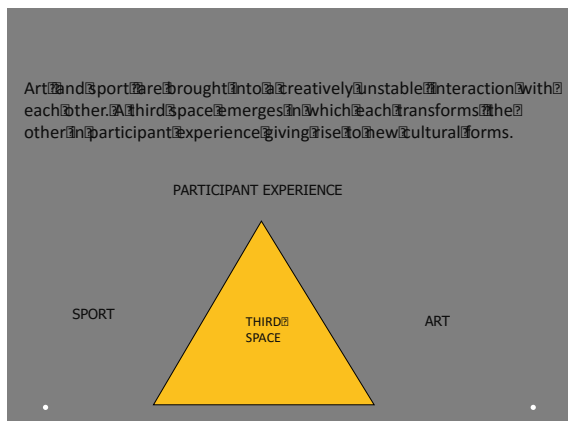 Art and sport are brought into a creatively unstable interaction with
each other. A third space emerges in which each transforms the
other in participant experience giving rise to new cultural forms.
PARTICIPANT EXPERIENCE
SPORT
THIRD
SPACE
ART